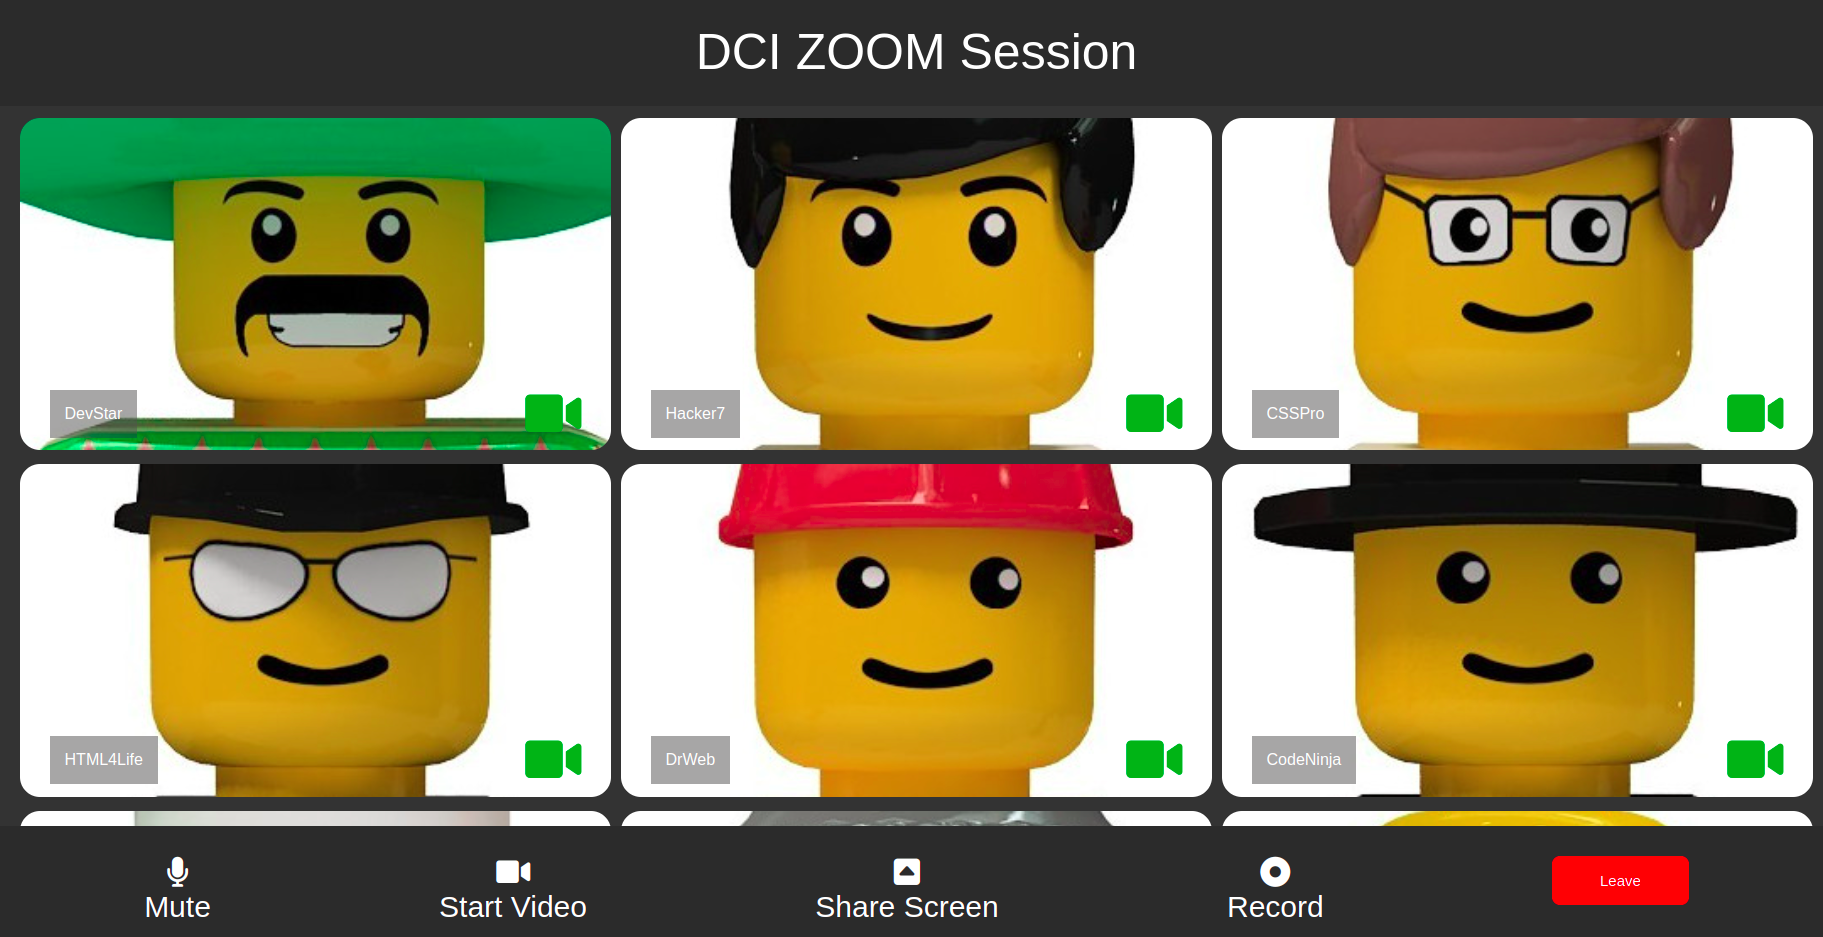 DCI ZOOM Session
DevStar
Hacker7
CSSPro
HTML4Life
DrWeb
CodeNinja
Mute
Start Video
Share Screen
Record
Leave